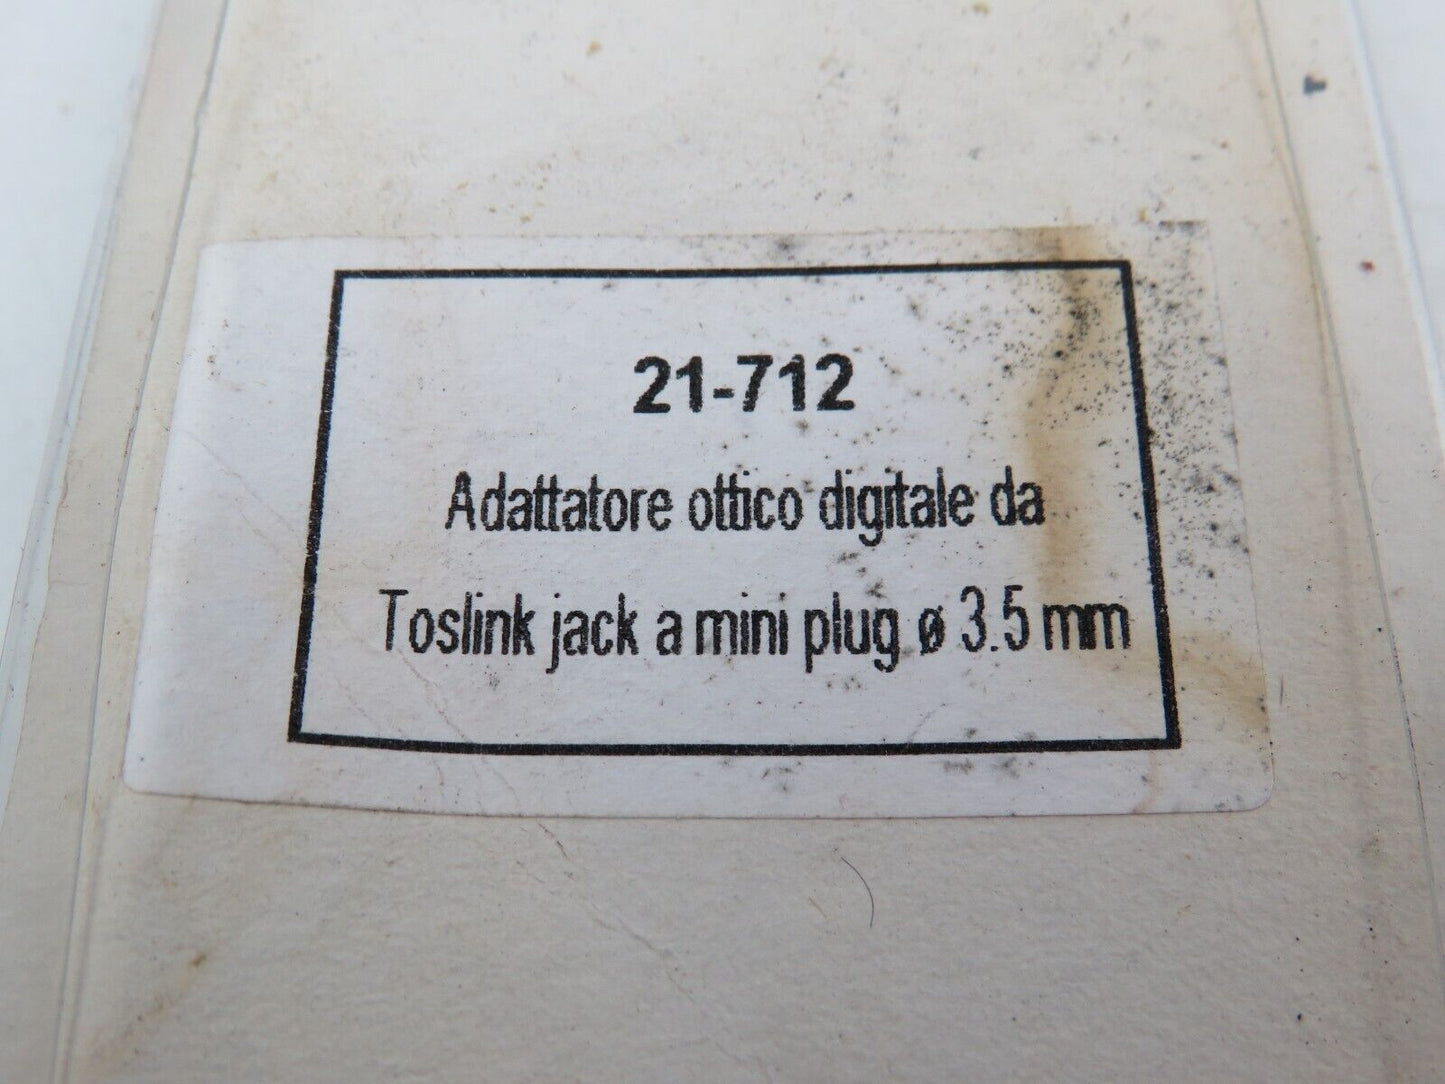 21-712
Adattatore ottico digitale da
Toslink jack a mini plug ø 3.5 mm